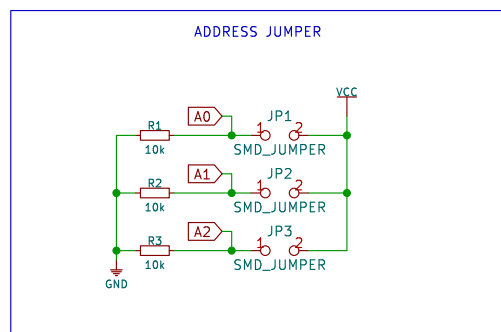 ADDRESS JUMPER
VCC
A0
JP1
R1
1 2
10k
SMD_JUMPER
A1
JP2
R2
1 2
10k
SMD_JUMPER
A2
JP3
R3
1 2
10k
SMD_JUMPER
GND